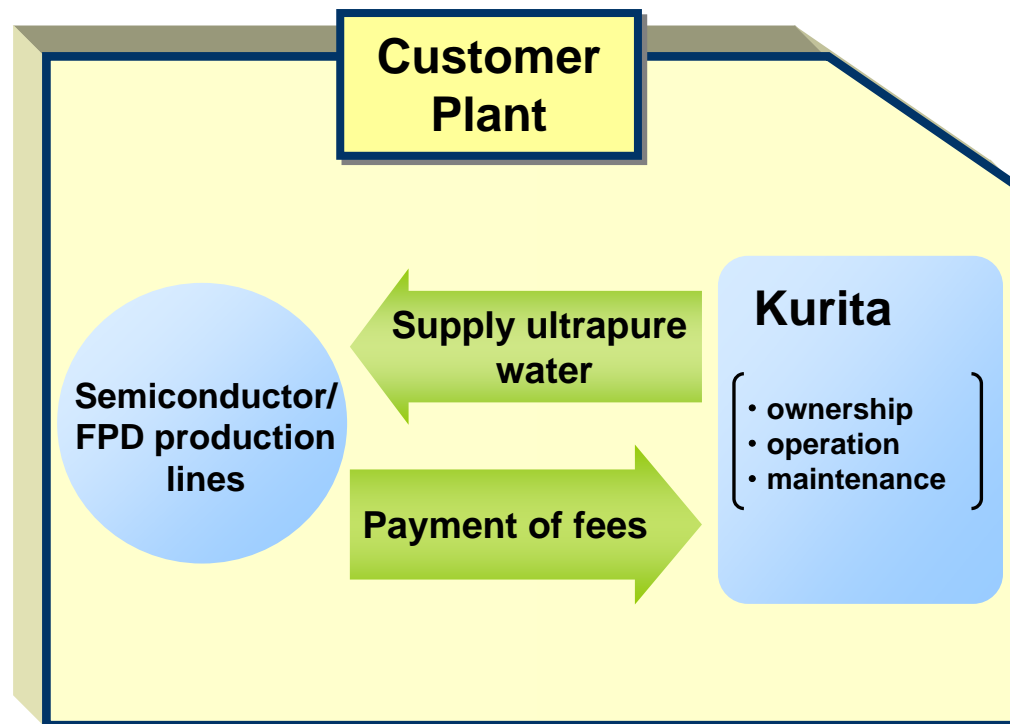 Customer
Plant
Supply ultrapure
water
Kurita
Semiconductor/
FPD production
lines
・ownership
・operation
・maintenance
Payment of fees